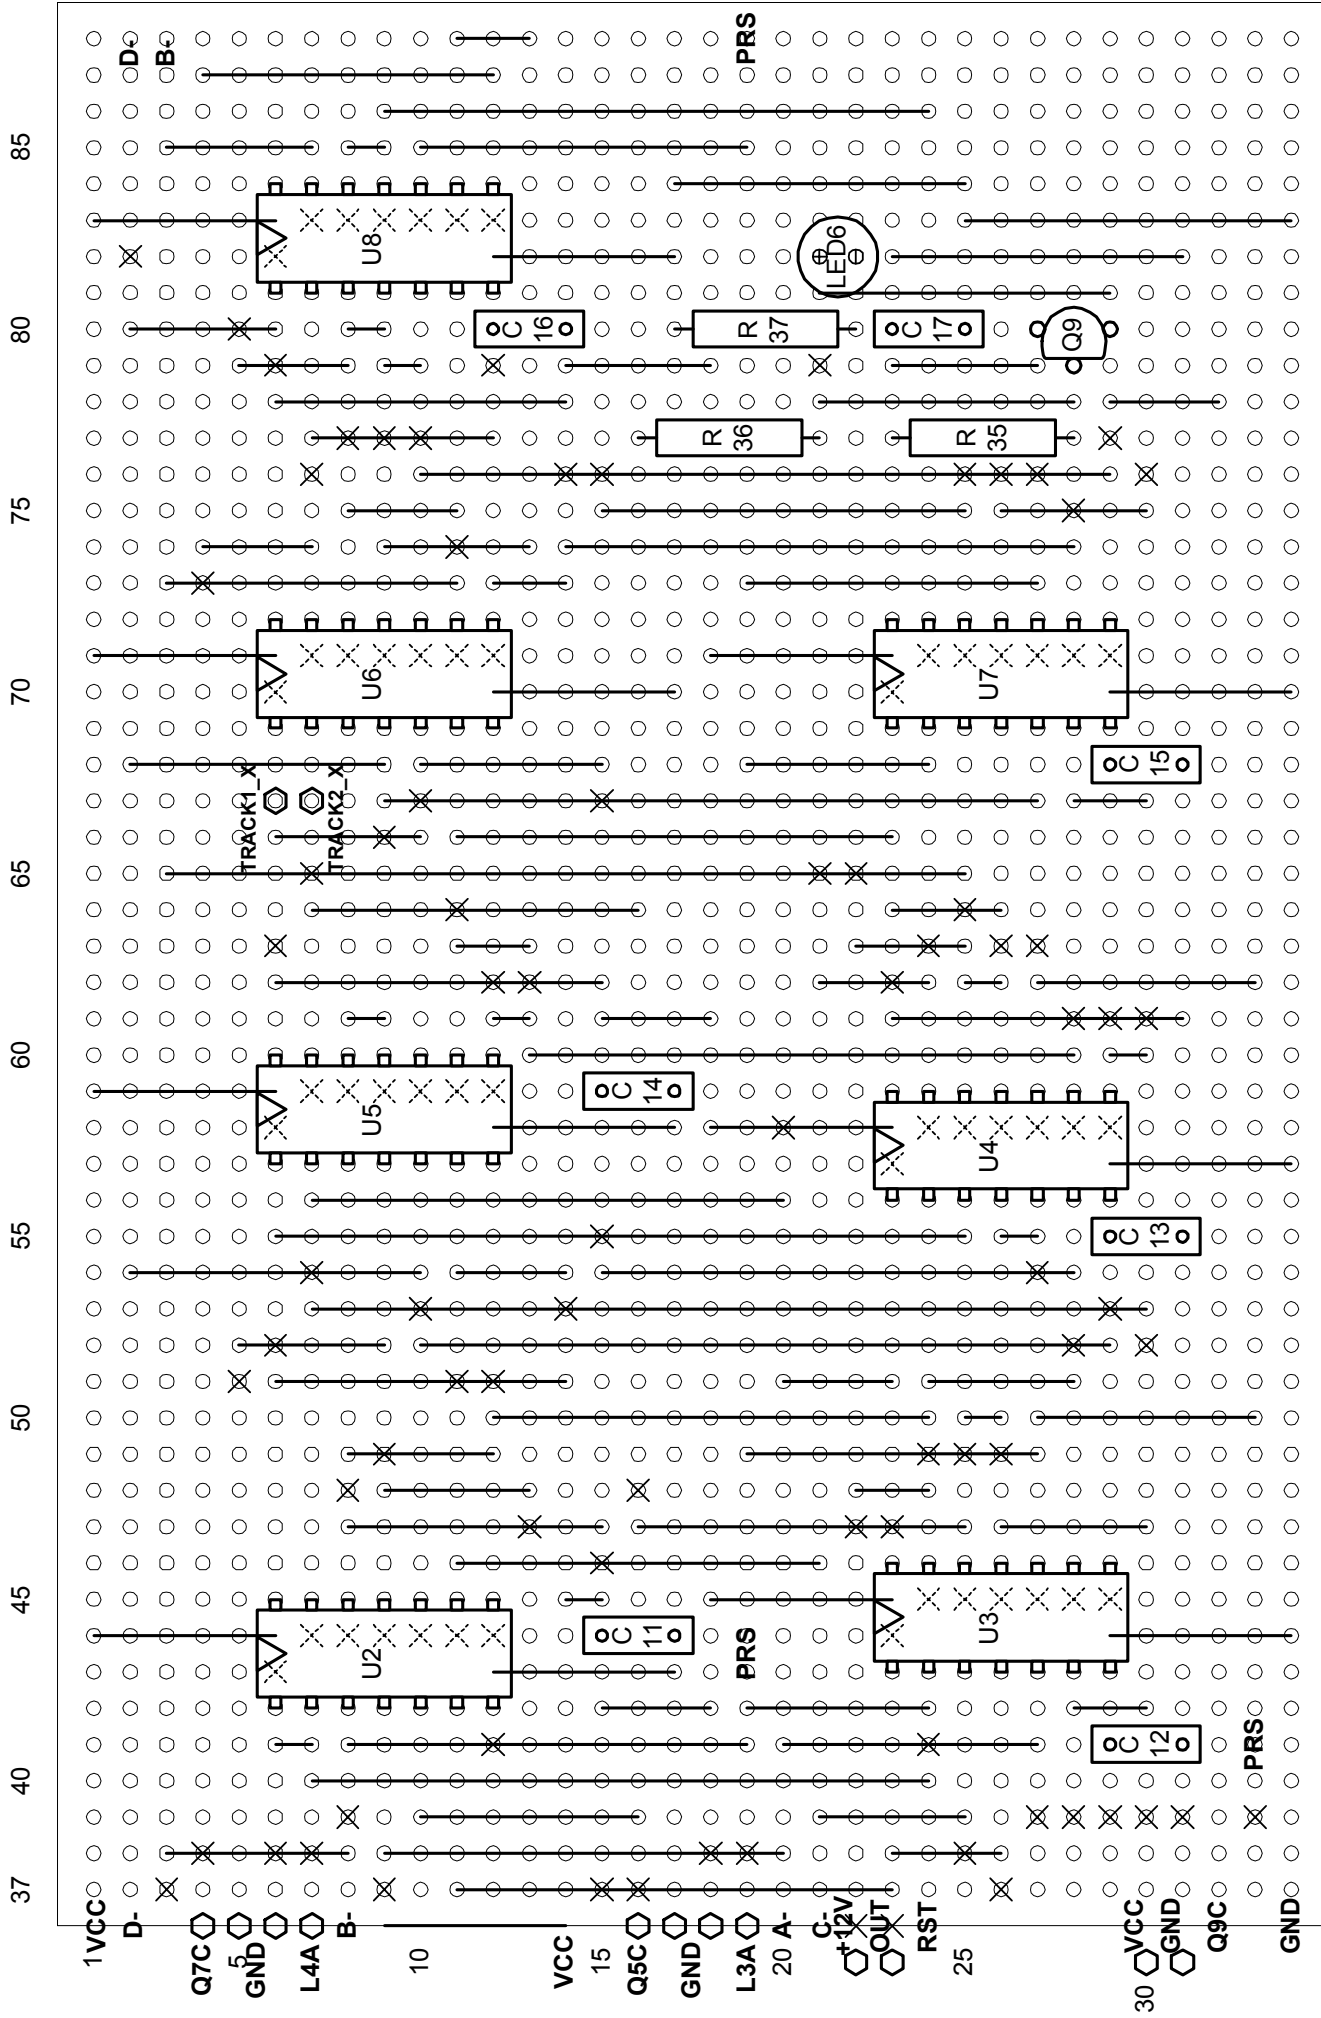 D-
B-
PRS
85
U8
LED6
80
C 16
R 37
C 17
Q9
R 36
R 35
75
70
U6
U7
TRACK1_X
TRACK2_X
C 15
65
60
U5
C 14
U4
55
C 13
50
45
U2
C 11
PRS
U3
40
C 12
PRS
37
1
VCC
D-
Q7C
5
GND
L4A
B-
10
VCC
15
Q5C
GND
L3A
20
A-
C-
+12V
OUT
RST
25
30
VCC
GND
Q9C
GND